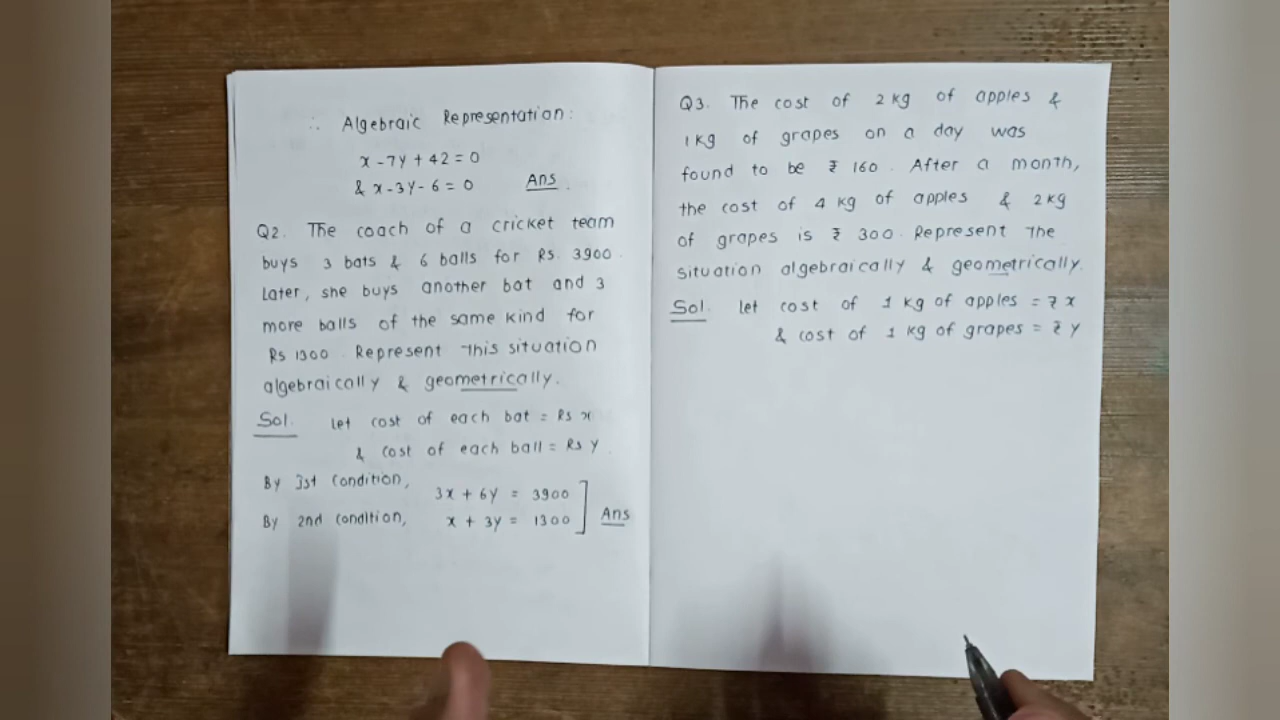 ∴ Algebraic Representation:
x - 7y + 42 = 0
& x - 3y - 6 = 0 Ans.
Q2. The coach of a cricket team
buys 3 bats & 6 balls for Rs. 3900.
Later, she buys another bat and 3
more balls of the same kind for
Rs 1300. Represent this situation
algebraically & geometrically.
Sol. let cost of each bat = Rs x
& cost of each ball = Rs y.
By 1st condition, 3x + 6y = 3900
By 2nd condition, x + 3y = 1300 ] Ans
Q3. The cost of 2 kg of apples &
1 kg of grapes on a day was
found to be ₹ 160. After a month,
the cost of 4 kg of apples & 2 kg
of grapes is ₹ 300. Represent the
situation algebraically & geometrically.
Sol. let cost of 1 kg of apples = ₹ x
& cost of 1 kg of grapes = ₹ y